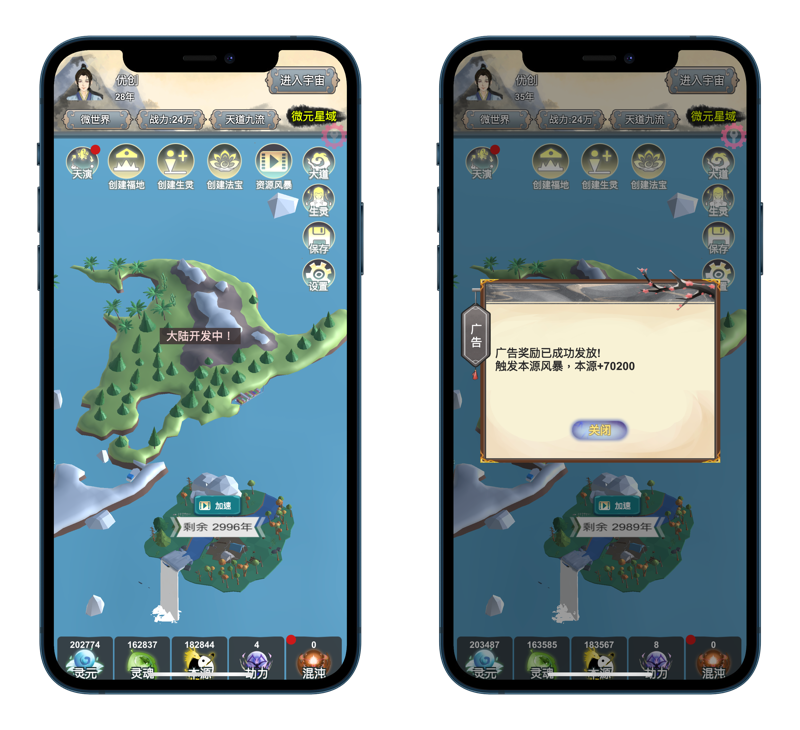 优创
28年
进入宇宙
微世界
战力:24万
天道九流
微元星域
天演
创建福地
创建生灵
创建法宝
资源风暴
大道
生灵
保存
设置
大陆开发中！
加速
剩余 2996年
202774
162837
182844
4
0
灵元
灵魂
本源
劫力
混沌
优创
35年
进入宇宙
微世界
战力:24万
天道九流
微元星域
天演
创建福地
创建生灵
创建法宝
大道
生灵
保存
设置
广告
广告奖励已成功发放!
触发本源风暴，本源+70200
关闭
加速
剩余 2989年
203487
163585
183567
8
0
灵元
灵魂
本源
劫力
混沌